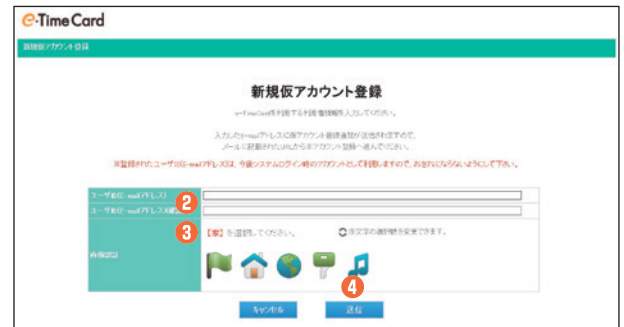 e-TimeCard
新規仮アカウント登録
新規仮アカウント登録
e-TimeCardを利用する利用者情報を入力してください。
入力したE-mailアドレスに仮アカウント登録通知が送信されますので、
メールに記載されたURLから本アカウント登録へ進んでください。
※登録されたユーザID(E-mailアドレス)は、今後システムログイン時のアカウントとして利用しますので、お忘れにならないようにして下さい。
ユーザID(E-mailアドレス)
2
ユーザID(E-mailアドレス)(確認)
3
【家】を選択してください。
赤文字の選択肢を変更できます。
画像認証
4
キャンセル
送信